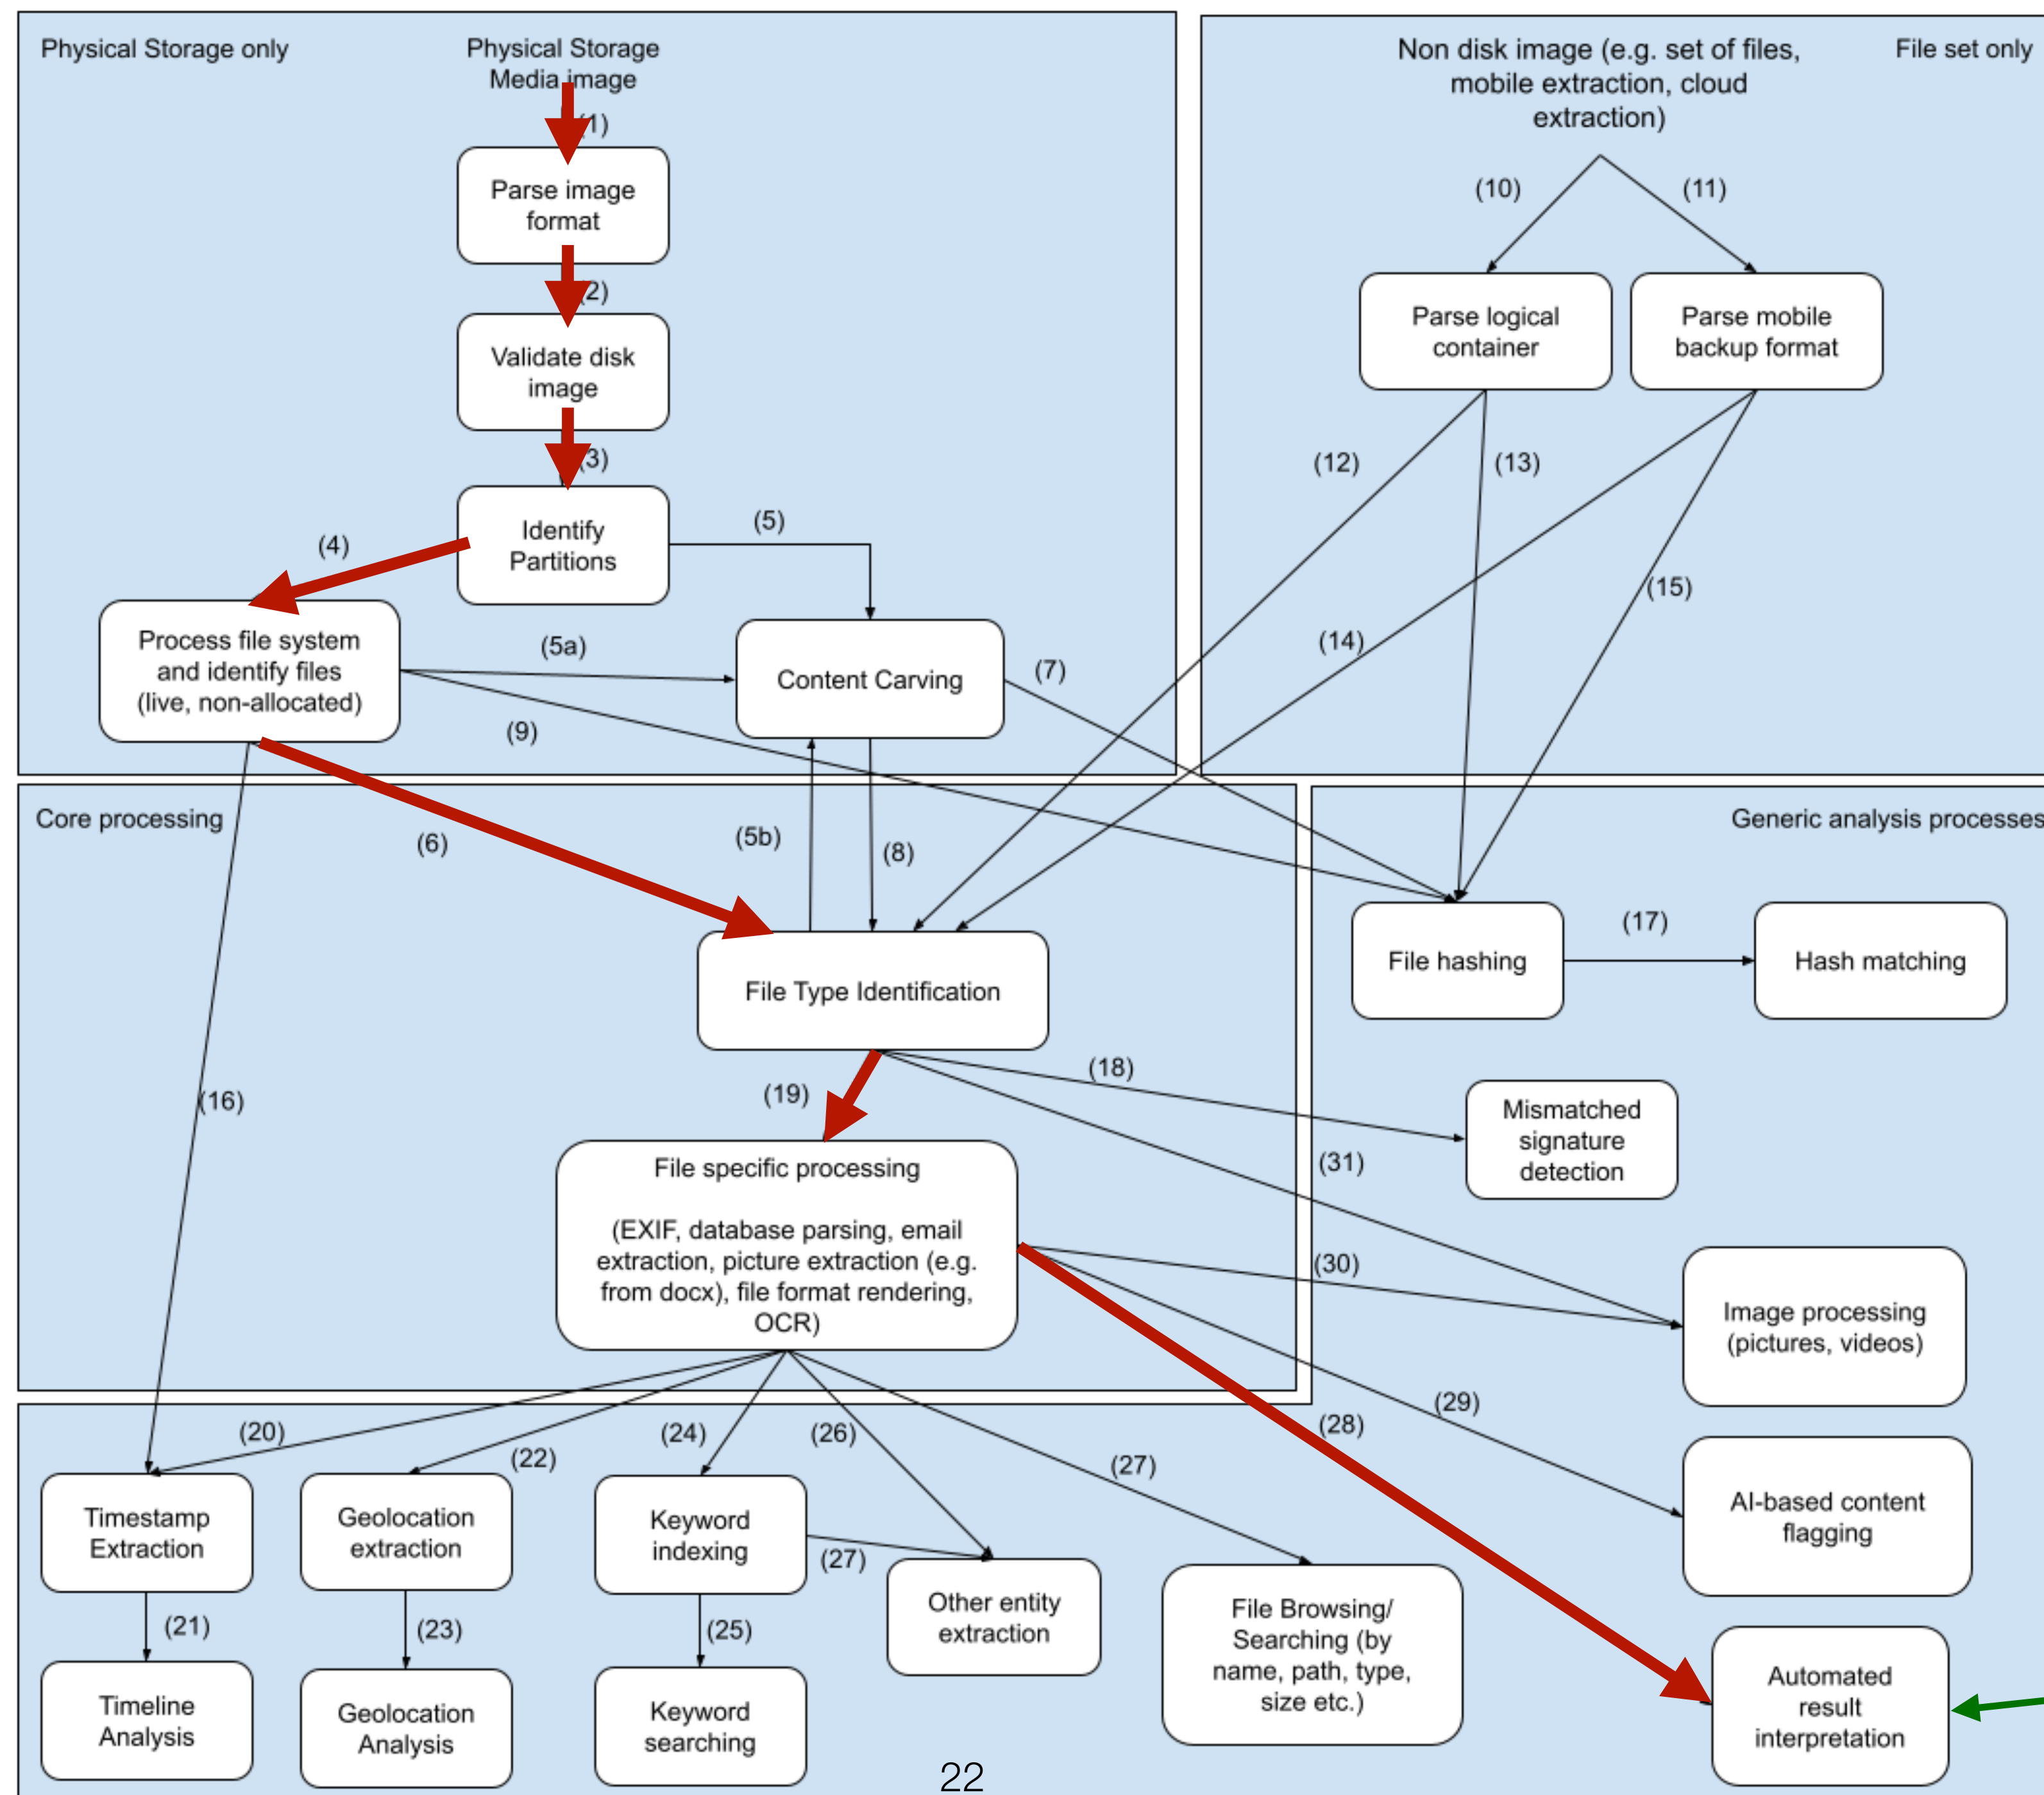 Physical Storage only
Physical Storage
Media image
(1)
Parse image
format
(2)
Validate disk
image
(3)
Identify
Partitions
(4)
(5)
Process file system
and identify files
(live, non-allocated)
(5a)
Content Carving
(7)
(9)
Non disk image (e.g. set of files,
mobile extraction, cloud
extraction)
File set only
(10)
(11)
Parse logical
container
Parse mobile
backup format
(12)
(13)
(14)
(15)
Core processing
(6)
(5b)
(8)
File Type Identification
(16)
(19)
File specific processing
(EXIF, database parsing, email
extraction, picture extraction (e.g.
from docx), file format rendering,
OCR)
Generic analysis processes
File hashing
(17)
Hash matching
(18)
Mismatched
signature
detection
(31)
(30)
Image processing
(pictures, videos)
(29)
(28)
AI-based content
flagging
(20)
(22)
(24)
(26)
(27)
Timestamp
Extraction
Geolocation
extraction
Keyword
indexing
(27)
Other entity
extraction
File Browsing/
Searching (by
name, path, type,
size etc.)
Automated
result
interpretation
(21)
(23)
(25)
Timeline
Analysis
Geolocation
Analysis
Keyword
searching
22